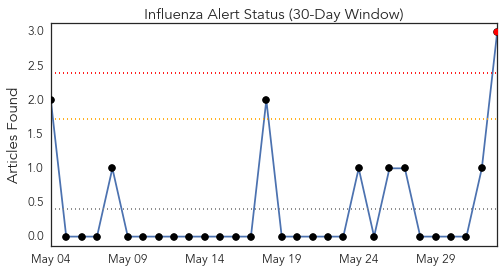 Influenza Alert Status (30-Day Window)
Articles Found
3.0
2.5
2.0
1.5
1.0
0.5
0.0
May 04
May 09
May 14
May 19
May 24
May 29